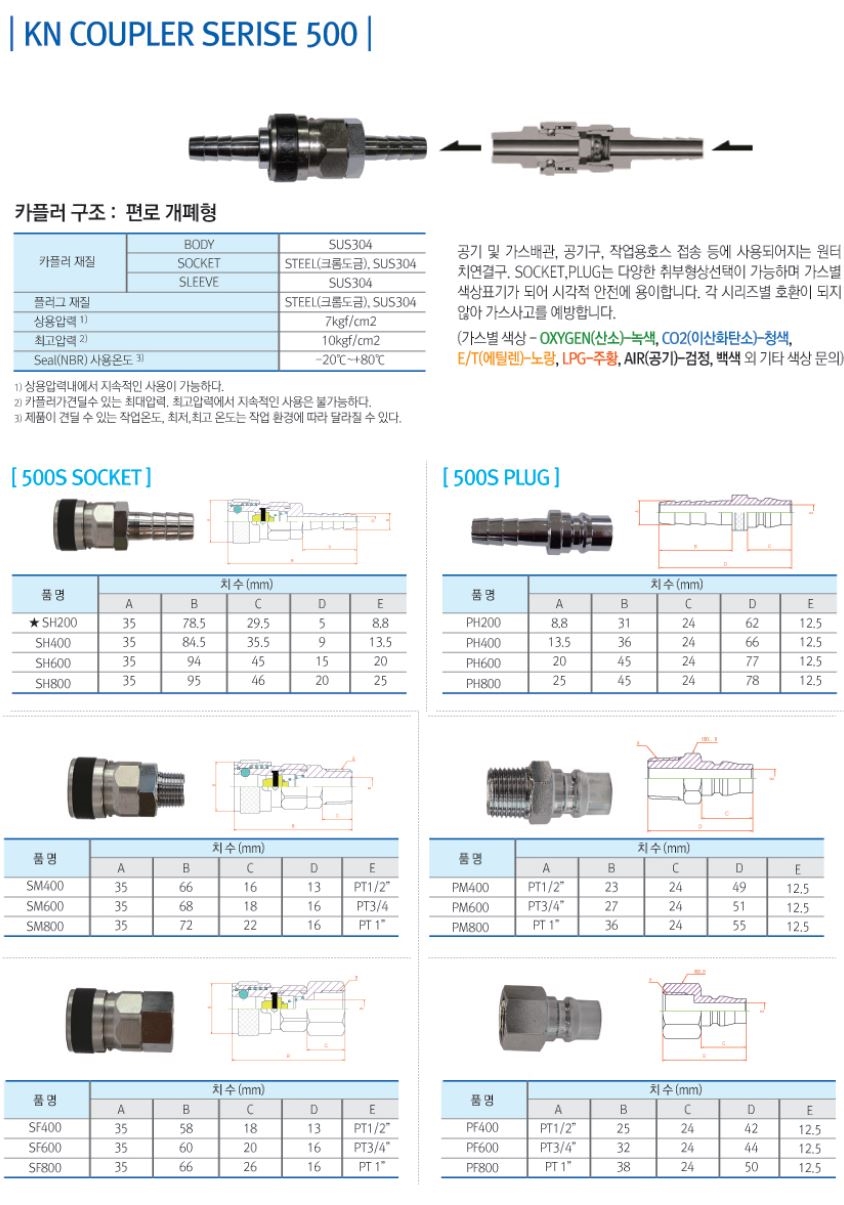 KN COUPLER SERISE 500
카플러 구조 : 편로 개폐형
카플러 재질 BODY SUS304
SOCKET STEEL(크롬도금), SUS304
SLEEVE SUS304
플러그 재질 STEEL(크롬도금), SUS304
상용압력 1) 7kgf/cm2
최고압력 2) 10kgf/cm2
Seal(NBR) 사용온도 3) -20℃~+80℃
1) 상용압력내에서 지속적인 사용이 가능하다.
2) 카플러가견딜수 있는 최대압력. 최고압력에서 지속적인 사용은 불가능하다.
3) 제품이 견딜 수 있는 작업온도, 최저,최고 온도는 작업 환경에 따라 달라질 수 있다.
공기 및 가스배관, 공기구, 작업용호스 접송 등에 사용되어지는 원터
치연결구. SOCKET,PLUG는 다양한 취부형상선택이 가능하며 가스별
색상표기가 되어 시각적 안전에 용이합니다. 각 시리즈별 호환이 되지
않아 가스사고를 예방합니다.
(가스별 색상 - OXYGEN(산소)-녹색, CO2(이산화탄소)-청색,
E/T(에틸렌)-노랑, LPG-주황, AIR(공기)-검정, 백색 외 기타 색상 문의)
[ 500S SOCKET ]
품 명 치 수 (mm)
A B C D E
★ SH200 35 78.5 29.5 5 8.8
SH400 35 84.5 35.5 9 13.5
SH600 35 94 45 15 20
SH800 35 95 46 20 25
[ 500S PLUG ]
품 명 치 수 (mm)
A B C D E
PH200 8.8 31 24 62 12.5
PH400 13.5 36 24 66 12.5
PH600 20 45 24 77 12.5
PH800 25 45 24 78 12.5
품 명 치 수 (mm)
A B C D E
SM400 35 66 16 13 PT1/2”
SM600 35 68 18 16 PT3/4
SM800 35 72 22 16 PT 1”
품 명 치 수 (mm)
A B C D E
PM400 PT1/2” 23 24 49 12.5
PM600 PT3/4” 27 24 51 12.5
PM800 PT 1” 36 24 55 12.5
품 명 치 수 (mm)
A B C D E
SF400 35 58 18 13 PT1/2”
SF600 35 60 20 16 PT3/4”
SF800 35 66 26 16 PT 1”
품 명 치 수 (mm)
A B C D E
PF400 PT1/2” 25 24 42 12.5
PF600 PT3/4” 32 24 44 12.5
PF800 PT 1” 38 24 50 12.5